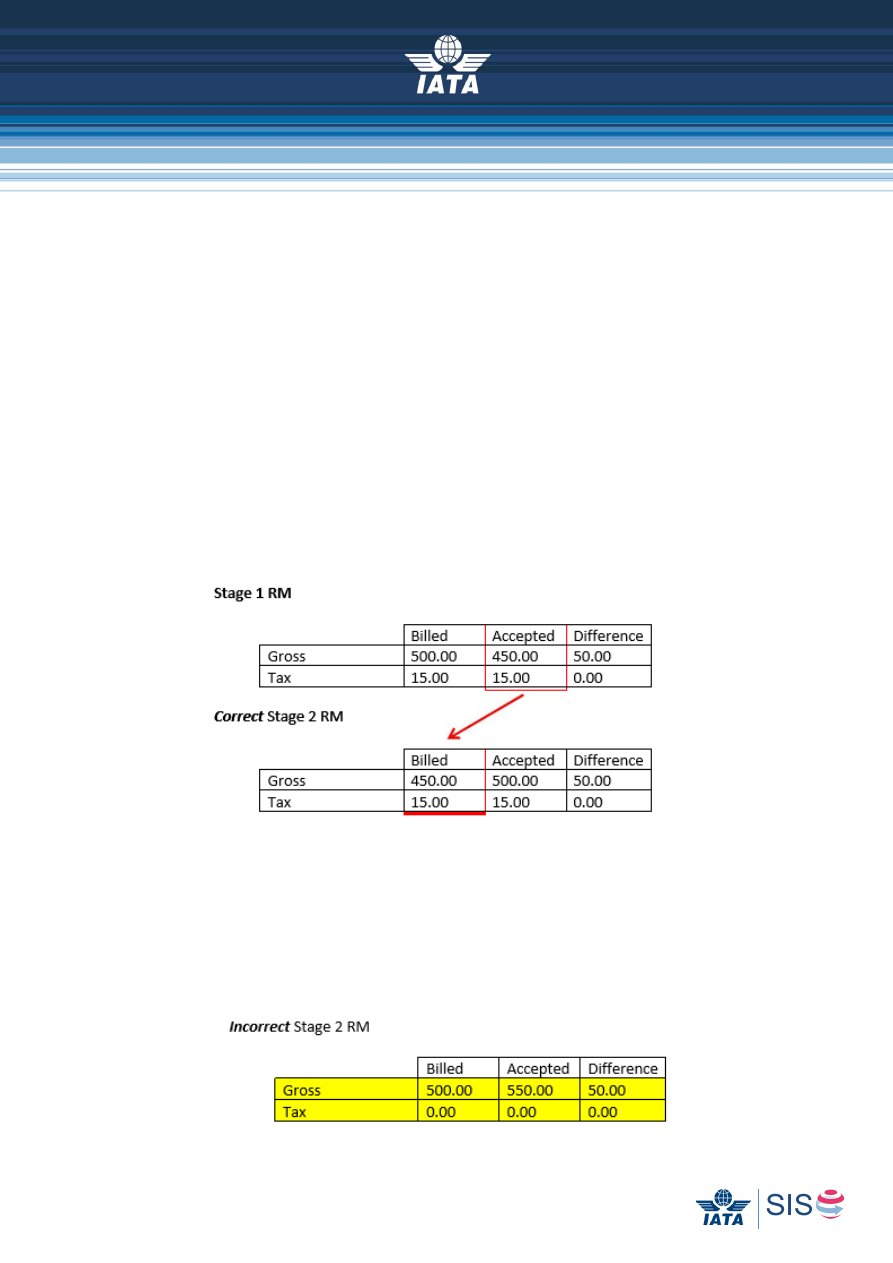 IATA
Stage 1 RM
Billed Accepted Difference
Gross 500.00 450.00 50.00
Tax 15.00 15.00 0.00
Correct Stage 2 RM
Billed Accepted Difference
Gross 450.00 500.00 50.00
Tax 15.00 15.00 0.00
Incorrect Stage 2 RM
Billed Accepted Difference
Gross 500.00 550.00 50.00
Tax 0.00 0.00 0.00
IATA SIS